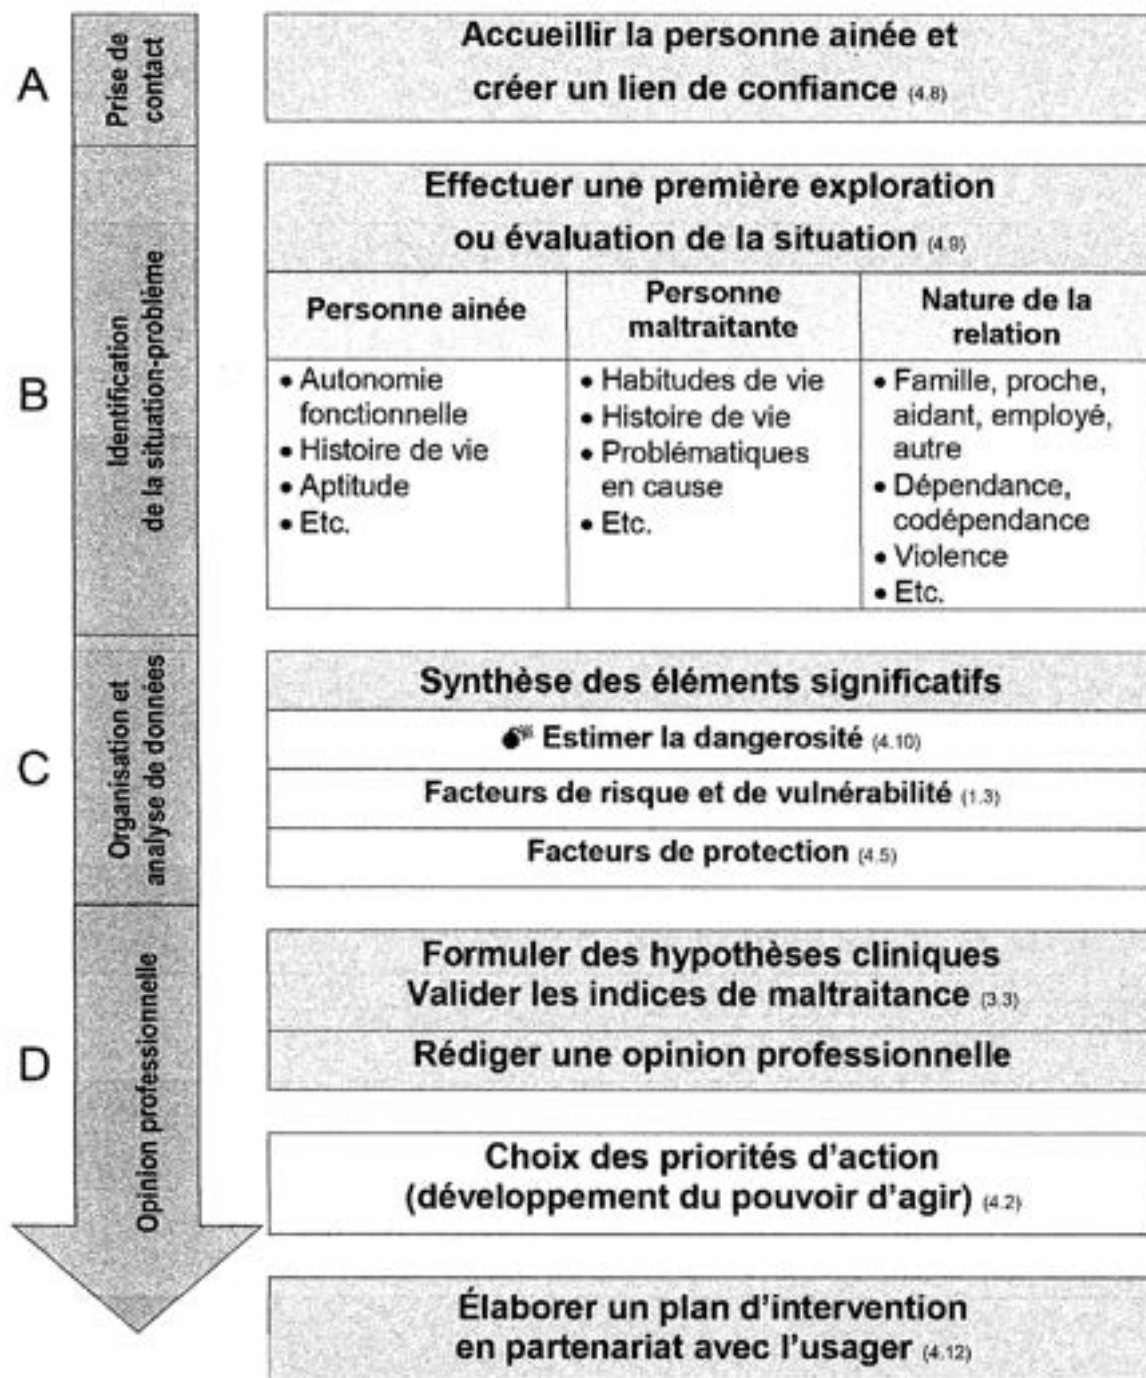 A
Prise de
contact
Accueillir la personne ainée et
créer un lien de confiance (4.8)
B
Identification
de la situation-problème
Effectuer une première exploration
ou évaluation de la situation (4.9)
Personne ainée
• Autonomie
fonctionnelle
• Histoire de vie
• Aptitude
• Etc.
Personne
maltraitante
• Habitudes de vie
• Histoire de vie
• Problématiques
en cause
• Etc.
Nature de la
relation
• Famille, proche,
aidant, employé,
autre
• Dépendance,
codépendance
• Violence
• Etc.
C
Organisation et
analyse de données
Synthèse des éléments significatifs
Estimer la dangerosité (4.10)
Facteurs de risque et de vulnérabilité (1.3)
Facteurs de protection (4.5)
D
Opinion professionnelle
Formuler des hypothèses cliniques
Valider les indices de maltraitance (3.3)
Rédiger une opinion professionnelle
Choix des priorités d'action
(développement du pouvoir d'agir) (4.2)
Élaborer un plan d'intervention
en partenariat avec l'usager (4.12)